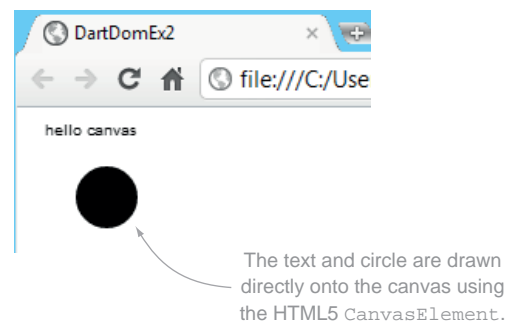 DartDomEx2
file:///C:/Use
hello canvas
The text and circle are drawn
directly onto the canvas using
the HTML5 CanvasElement.